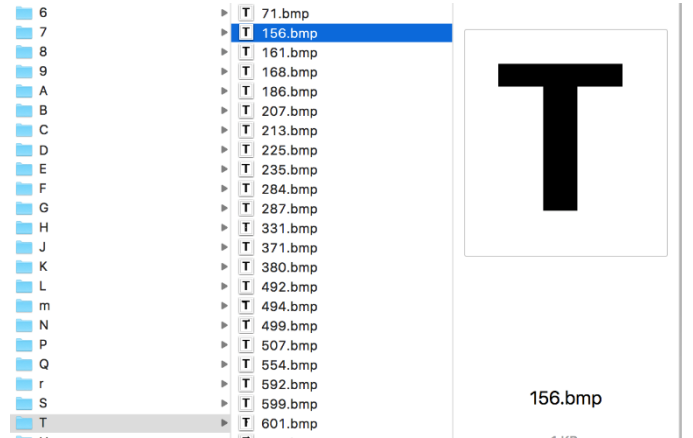 6
7
8
9
A
B
C
D
E
F
G
H
J
K
L
m
N
P
Q
r
S
T
T 71.bmp
T 156.bmp
T 161.bmp
T 168.bmp
T 186.bmp
T 207.bmp
T 213.bmp
T 225.bmp
T 235.bmp
T 284.bmp
T 287.bmp
T 331.bmp
T 371.bmp
T 380.bmp
T 492.bmp
T 494.bmp
T 499.bmp
T 507.bmp
T 554.bmp
T 592.bmp
T 599.bmp
T 601.bmp
T
156.bmp